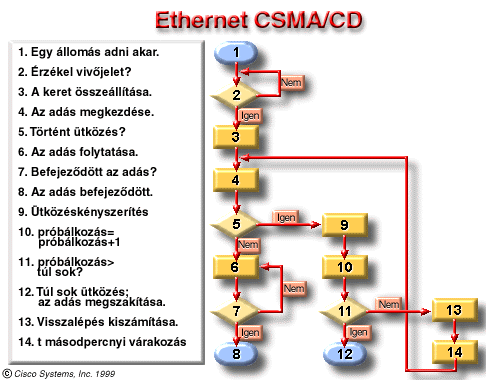 Ethernet CSMA/CD
1. Egy állomás adni akar.
2. Érzékel vivőjelet?
3. A keret összeállítása.
4. Az adás megkezdése.
5. Történt ütközés?
6. Az adás folytatása.
7. Befejeződött az adás?
8. Az adás befejeződött.
9. Ütközéskényszerítés
10. próbálkozás=
próbálkozás+1
11. próbálkozás>
túl sok?
12. Túl sok ütközés;
az adás megszakítása.
13. Visszalépés kiszámítása.
14. t másodpercnyi várakozás
1
Nem
2
Igen
3
4
5
Igen
9
Nem
6
10
Nem
7
11
Nem
13
Igen
Igen
8
12
14
© Cisco Systems, Inc. 1999